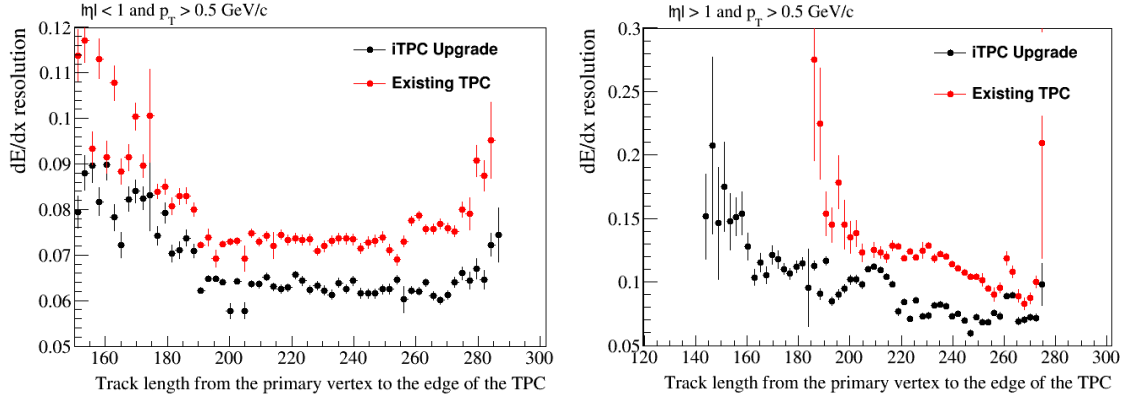 |η| < 1 and p_T > 0.5 GeV/c
dE/dx resolution
0.12
0.11
0.1
0.09
0.08
0.07
0.06
0.05
iTPC Upgrade
Existing TPC
160 180 200 220 240 260 280 300
Track length from the primary vertex to the edge of the TPC
|η| > 1 and p_T > 0.5 GeV/c
dE/dx resolution
0.3
0.25
0.2
0.15
0.1
0.05
iTPC Upgrade
Existing TPC
120 140 160 180 200 220 240 260 280 300
Track length from the primary vertex to the edge of the TPC